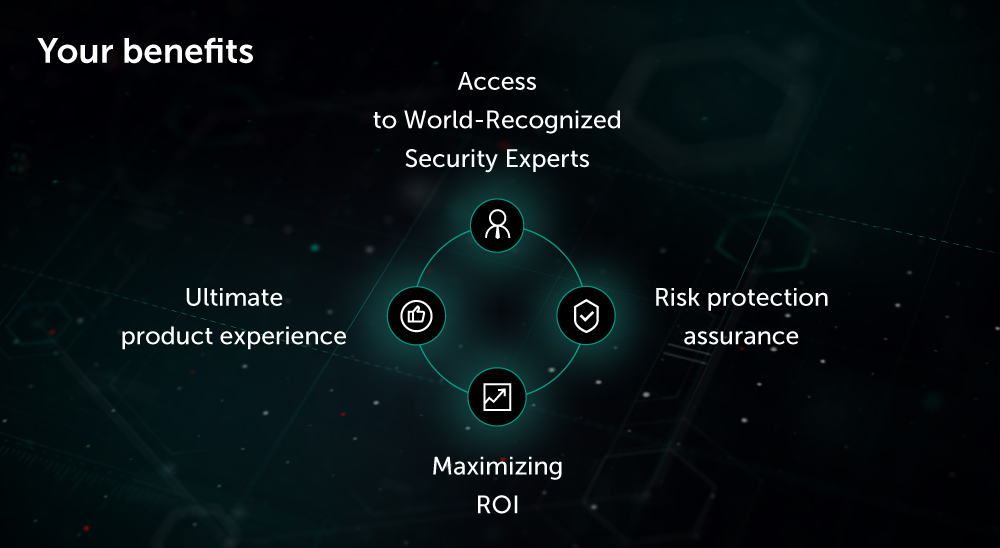 Your benefits
Access
to World-Recognized
Security Experts
Ultimate
product experience
Risk protection
assurance
Maximizing
ROI